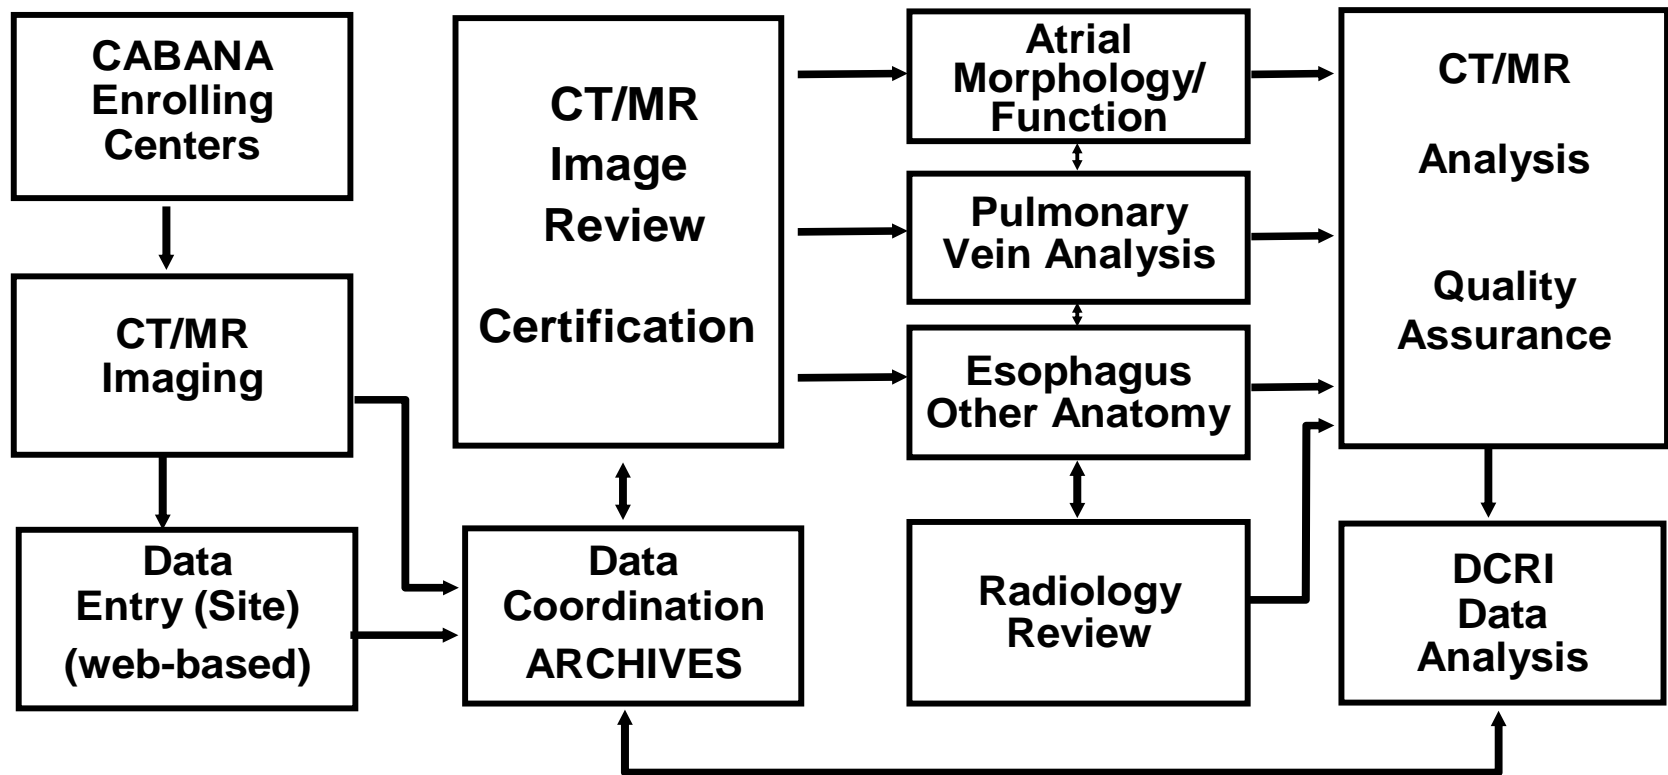 CABANA
Enrolling
Centers
CT/MR
Imaging
Data
Entry (Site)
(web-based)
CT/MR
Image
Review
Certification
Data
Coordination
ARCHIVES
Atrial
Morphology/
Function
Pulmonary
Vein Analysis
Esophagus
Other Anatomy
Radiology
Review
CT/MR
Analysis
Quality
Assurance
DCRI
Data
Analysis